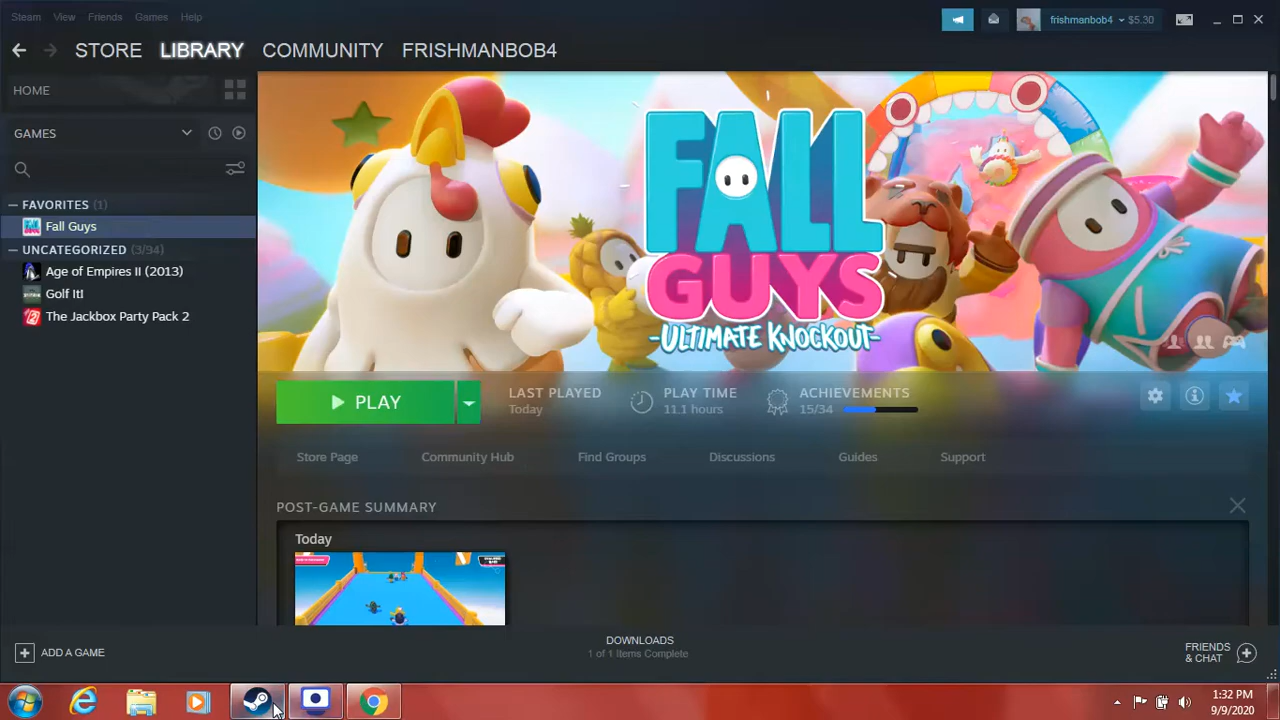 Steam View Friends Games Help
frishmanbob4 $5.30
STORE LIBRARY COMMUNITY FRISHMANBOB4
HOME
GAMES
FAVORITES (1)
Fall Guys
UNCATEGORIZED (3/34)
Age of Empires II (2013)
Golf It!
The Jackbox Party Pack 2
FALL
GUYS
-ULTIMATE KNOCKOUT-
PLAY
LAST PLAYED
Today
PLAY TIME
11.1 hours
ACHIEVEMENTS
15/34
Store Page Community Hub Find Groups Discussions Guides Support
POST-GAME SUMMARY
Today
ADD A GAME
DOWNLOADS
1 of 1 Items Complete
FRIENDS
& CHAT
1:32 PM
9/9/2020